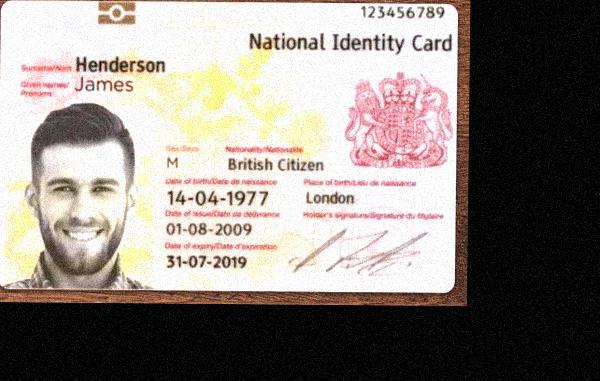 123456789
National Identity Card
Surname/Nom Henderson
Given names/ James
Prénoms
Sex/Sexe Nationality/Nationalité
M British Citizen
Date of birth/Date de naissance Place of birth/Lieu de naissance
14-04-1977 London
Date of issue/Date de délivrance Holder's signature/Signature du titulaire
01-08-2009
Date of expiry/Date d'expiration
31-07-2019